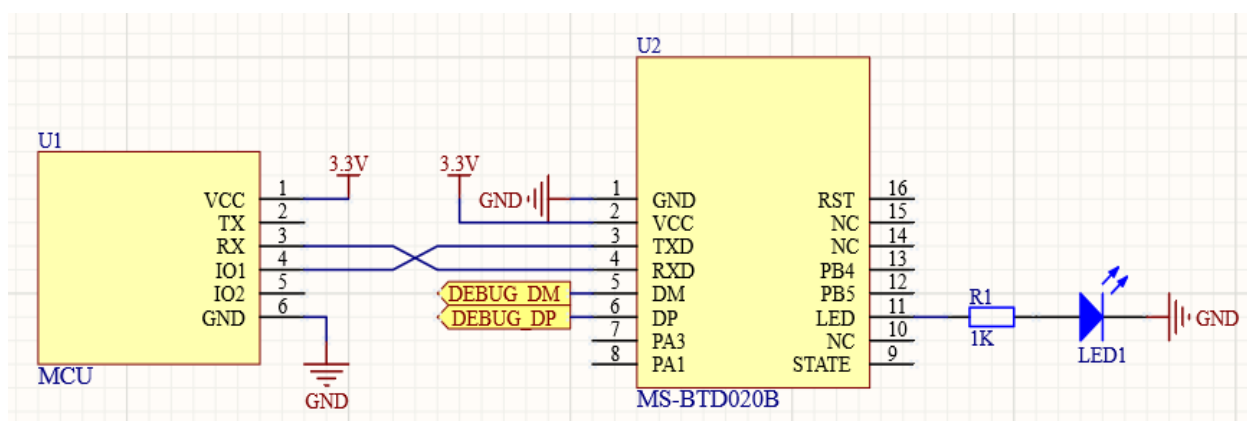 U1
VCC 1
TX 2
RX 3
IO1 4
IO2 5
GND 6
MCU
3.3V
GND
3.3V
GND
DEBUG_DM
DEBUG_DP
U2
1 GND RST 16
2 VCC NC 15
3 TXD NC 14
4 RXD PB4 13
5 DM PB5 12
6 DP LED 11
7 PA3 NC 10
8 PA1 STATE 9
MS-BTD020B
R1
1K
LED1
GND